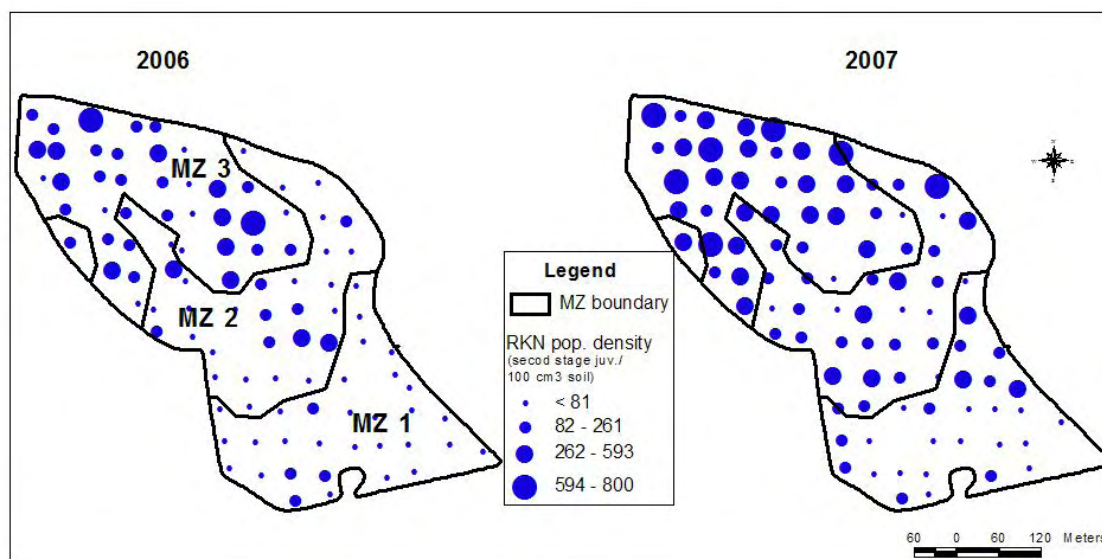 2006
2007
MZ 3
MZ 2
MZ 1
Legend
MZ boundary
RKN pop. density
(secod stage juv./
100 cm3 soil)
< 81
82 - 261
262 - 593
594 - 800
60 0 60 120 Meters